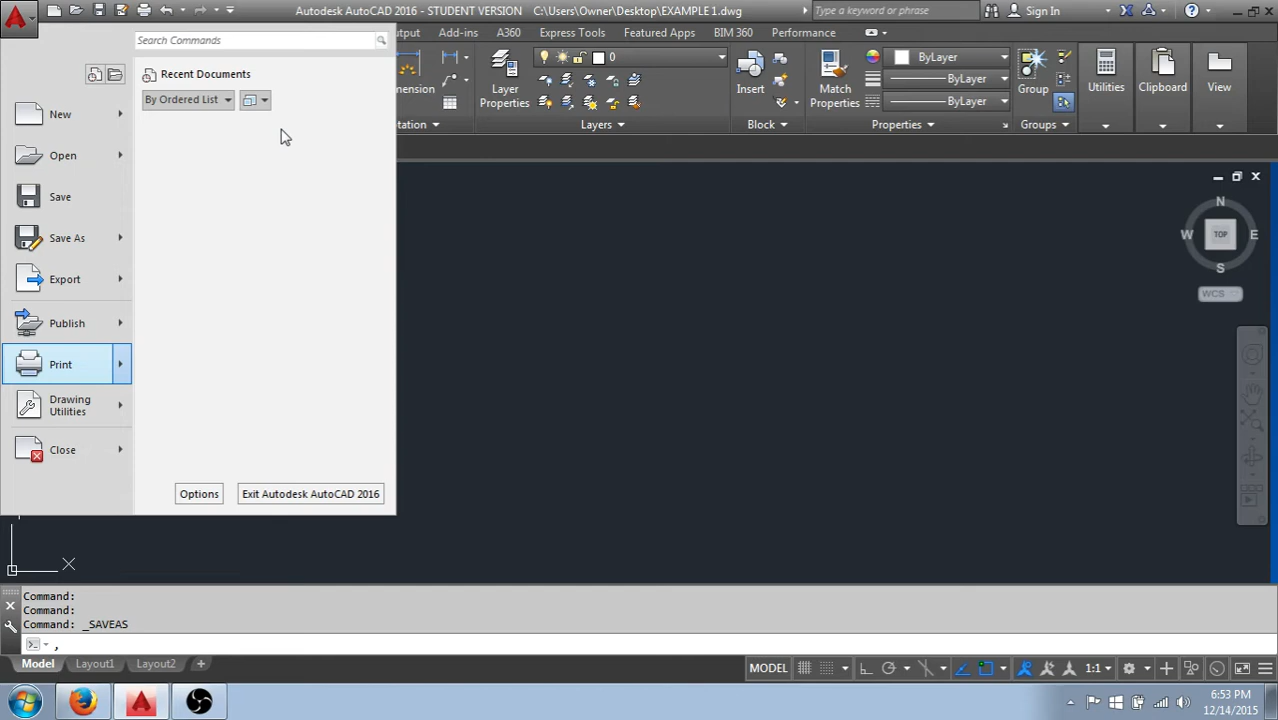 Autodesk AutoCAD 2016 - STUDENT VERSION C:\Users\Owner\Desktop\EXAMPLE 1.dwg
Type a keyword or phrase
Sign In
Search Commands
Add-ins A360 Express Tools Featured Apps BIM 360 Performance
Recent Documents
By Ordered List
New
Open
Save
Save As
Export
Publish
Print
Drawing
Utilities
Close
Options
Exit Autodesk AutoCAD 2016
Layer
Properties
0
Layers
Insert
Block
Match
Properties
ByLayer
ByLayer
ByLayer
Properties
Group
Groups
Utilities
Clipboard
View
N
W TOP E
S
WCS
Command:
Command:
Command: _SAVEAS
,
Model Layout1 Layout2 +
MODEL
1:1
6:53 PM
12/14/2015